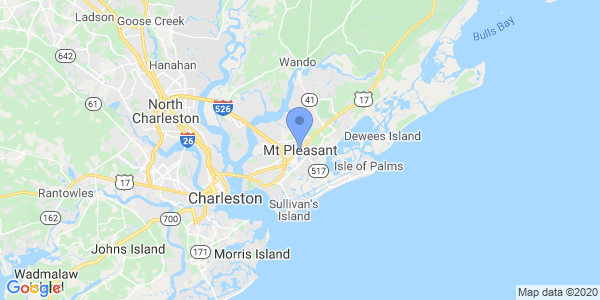 Ladson
Goose Creek
Bulls Bay
642
Hanahan
Wando
61
North
Charleston
526
41
17
26
Dewees Island
Mt Pleasant
517
Isle of Palms
17
Rantowles
Charleston
Sullivan's
Island
162
700
Johns Island
171
Morris Island
Wadmalaw
Google
Map data ©2020